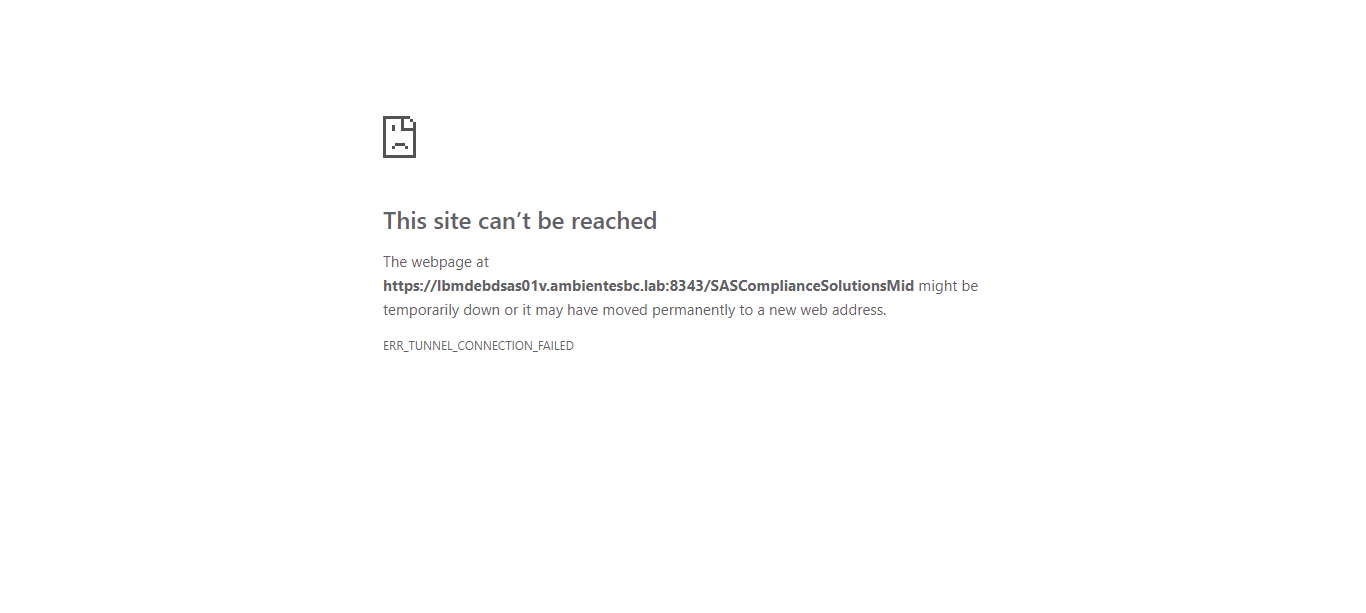 This site can’t be reached
The webpage at
https://lbmdebdsas01v.ambientesbc.lab:8343/SASComplianceSolutionsMid might be
temporarily down or it may have moved permanently to a new web address.
ERR_TUNNEL_CONNECTION_FAILED